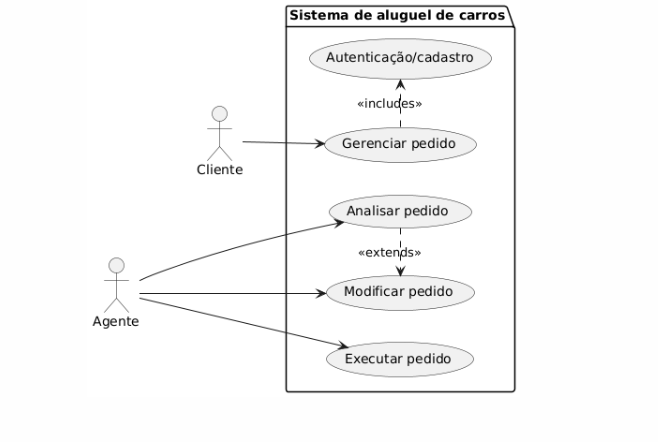 Sistema de aluguel de carros
Autenticação/cadastro
«includes»
Gerenciar pedido
Cliente
Analisar pedido
«extends»
Modificar pedido
Agente
Executar pedido